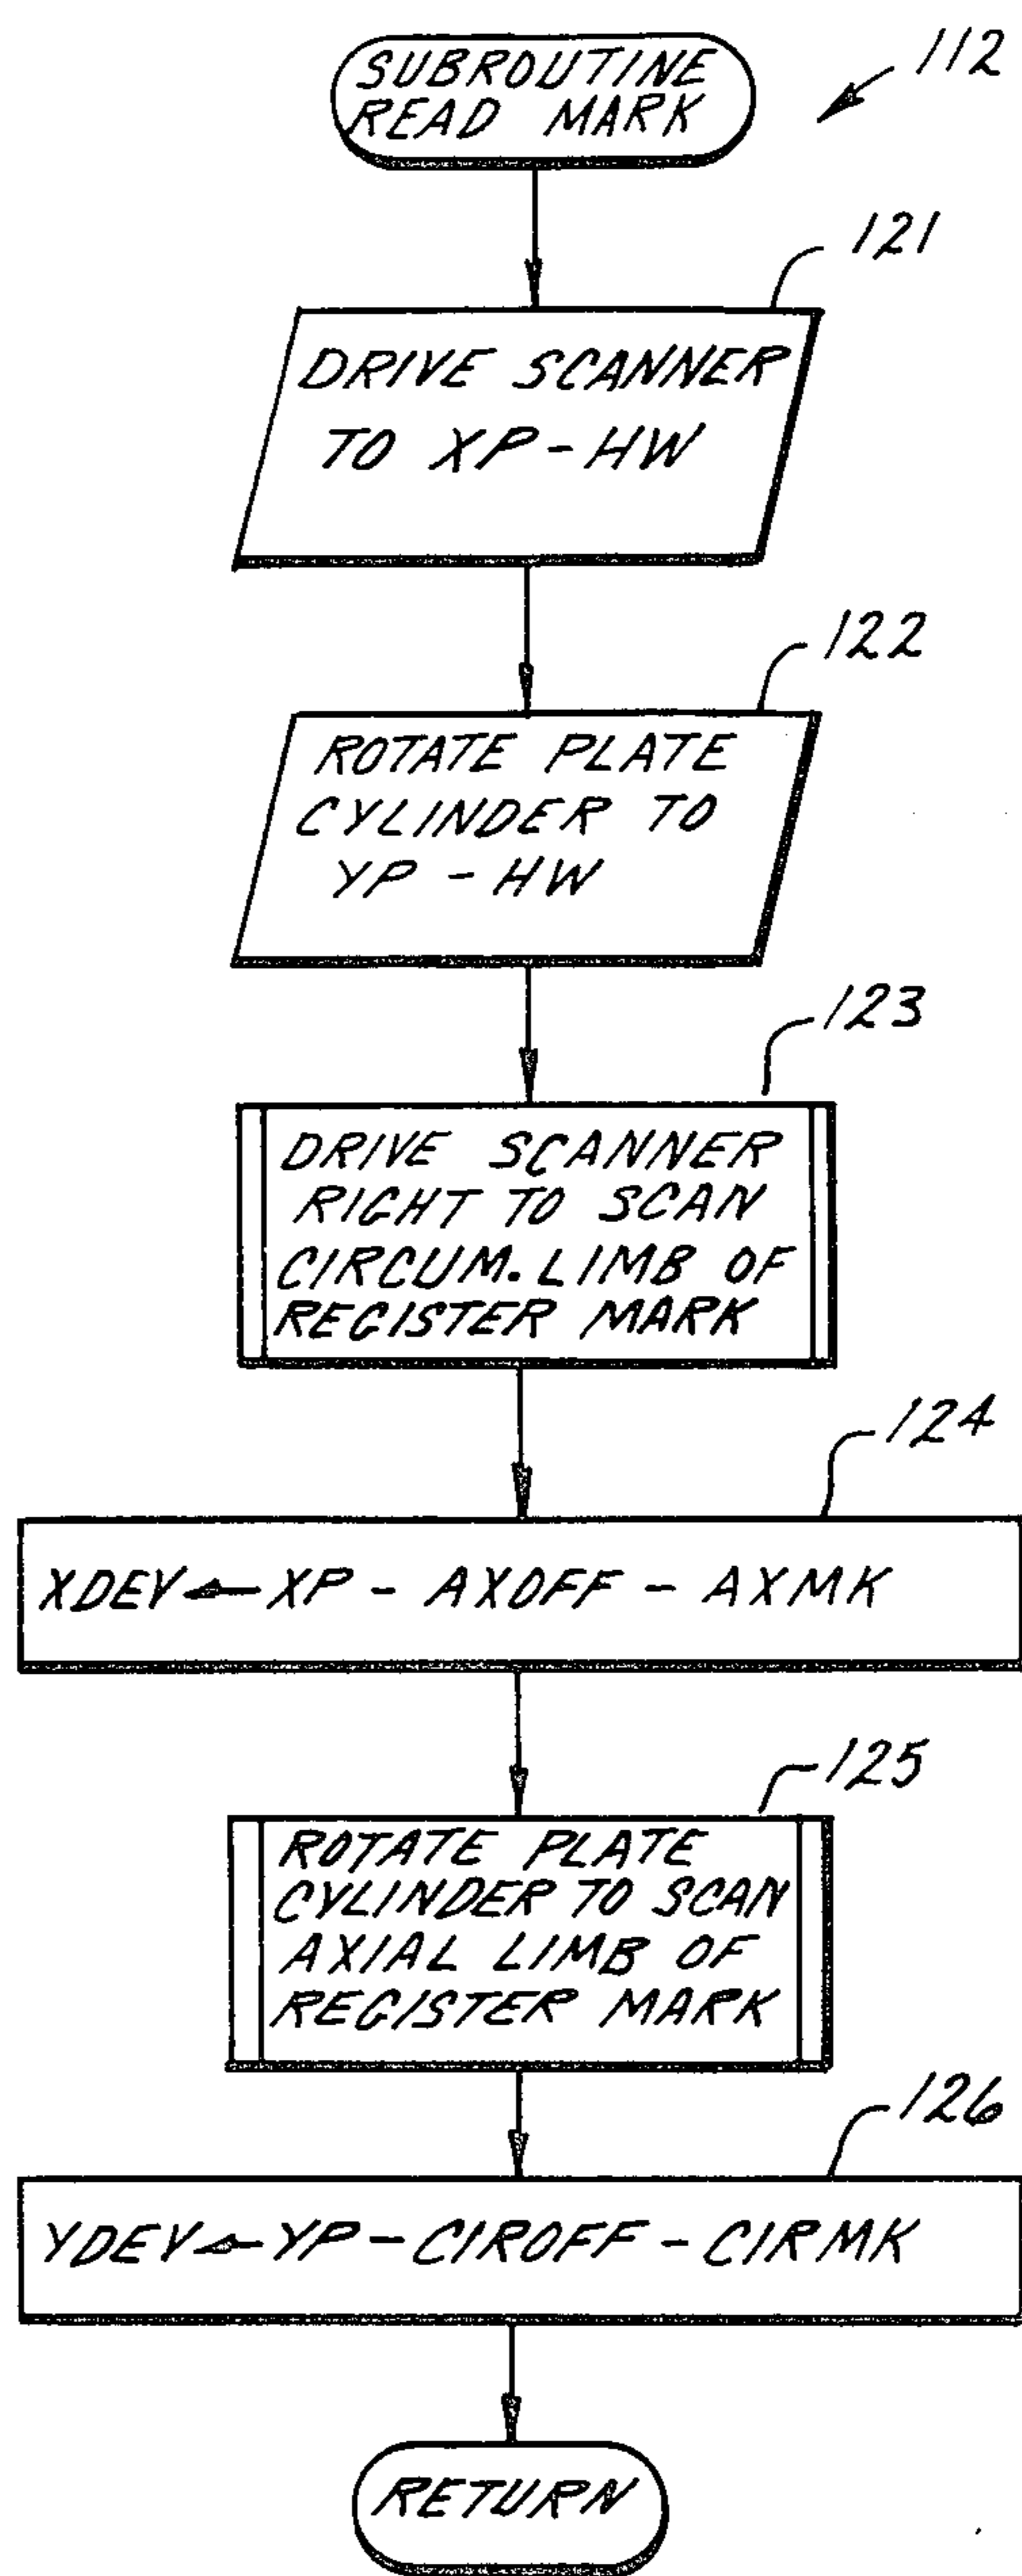 SUBROUTINE
READ MARK
112
121
DRIVE SCANNER
TO XP-HW
122
ROTATE PLATE
CYLINDER TO
YP - HW
123
DRIVE SCANNER
RIGHT TO SCAN
CIRCUM. LIMB OF
REGISTER MARK
124
XDEV ← XP - AXOFF - AXMK
125
ROTATE PLATE
CYLINDER TO SCAN
AXIAL LIMB OF
REGISTER MARK
126
YDEV ← YP - CIROFF - CIRMK
RETURN